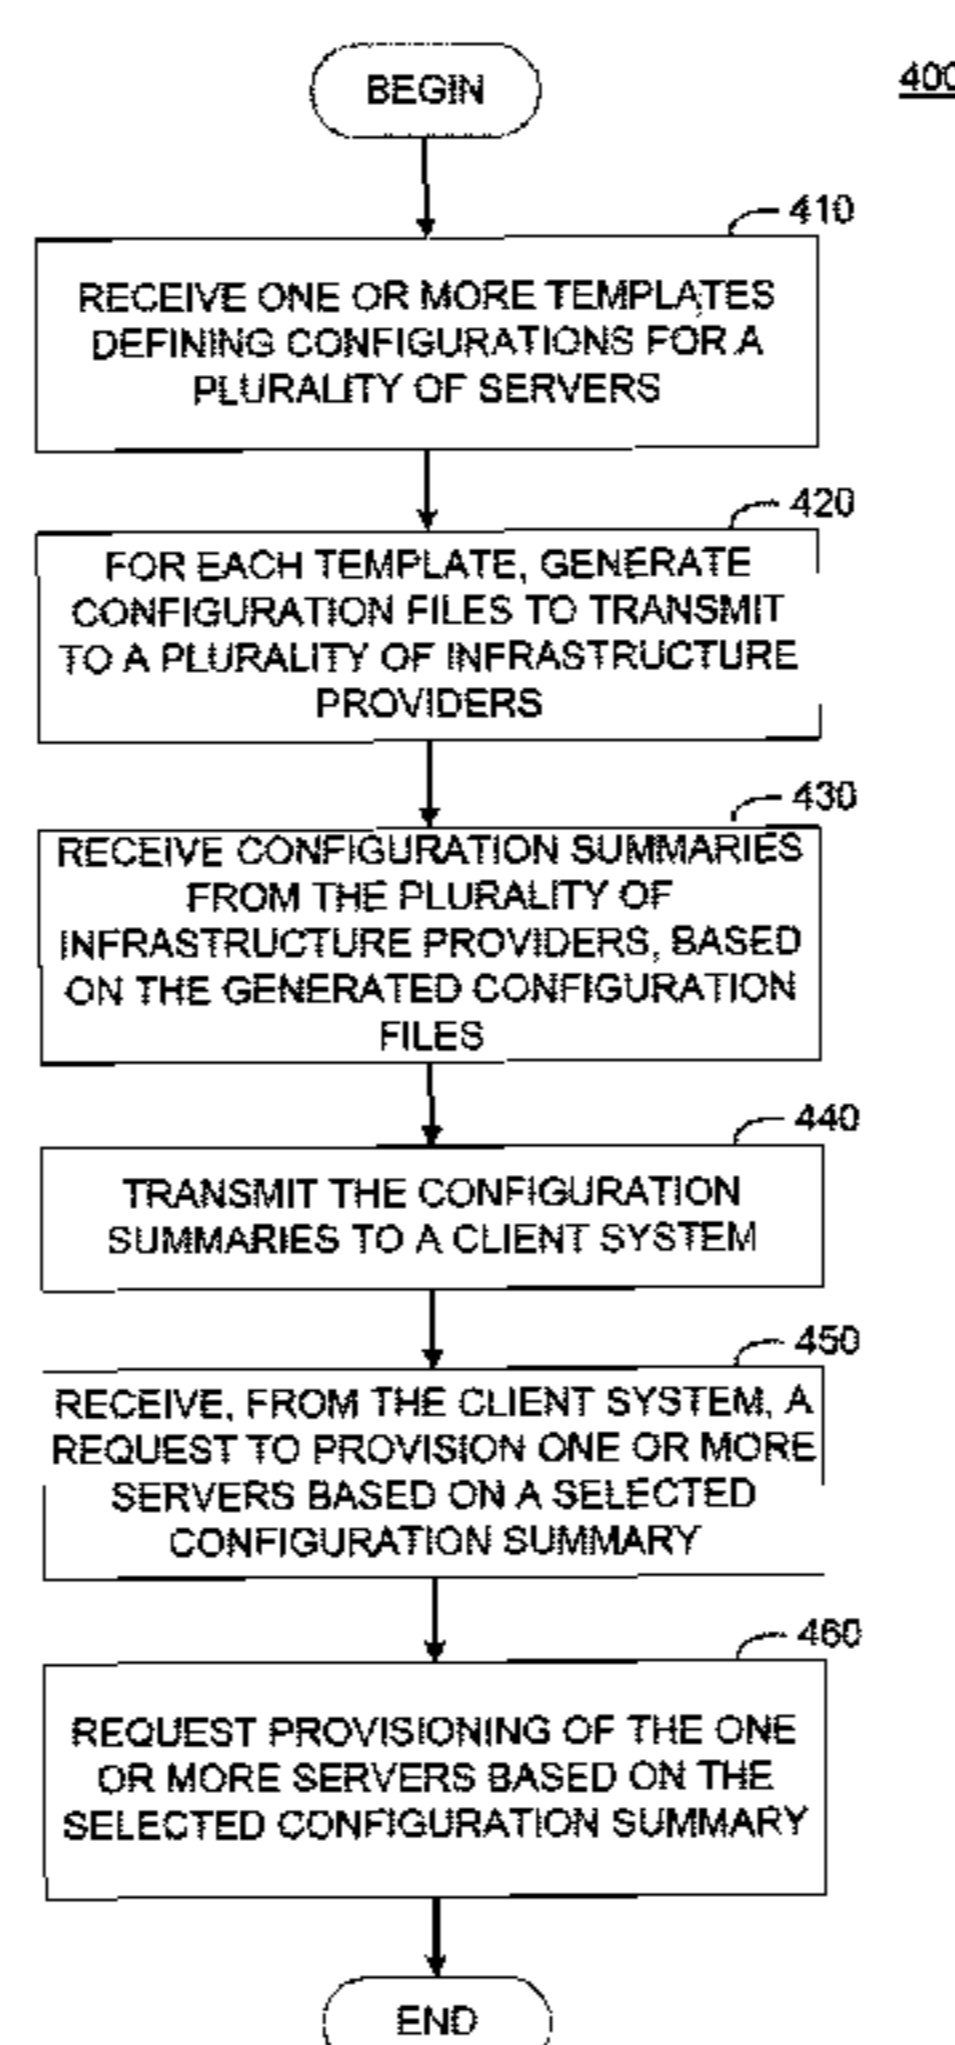 BEGIN
400
410
RECEIVE ONE OR MORE TEMPLATES
DEFINING CONFIGURATIONS FOR A
PLURALITY OF SERVERS
420
FOR EACH TEMPLATE, GENERATE
CONFIGURATION FILES TO TRANSMIT
TO A PLURALITY OF INFRASTRUCTURE
PROVIDERS
430
RECEIVE CONFIGURATION SUMMARIES
FROM THE PLURALITY OF
INFRASTRUCTURE PROVIDERS, BASED
ON THE GENERATED CONFIGURATION
FILES
440
TRANSMIT THE CONFIGURATION
SUMMARIES TO A CLIENT SYSTEM
450
RECEIVE, FROM THE CLIENT SYSTEM, A
REQUEST TO PROVISION ONE OR MORE
SERVERS BASED ON A SELECTED
CONFIGURATION SUMMARY
460
REQUEST PROVISIONING OF THE ONE
OR MORE SERVERS BASED ON THE
SELECTED CONFIGURATION SUMMARY
END